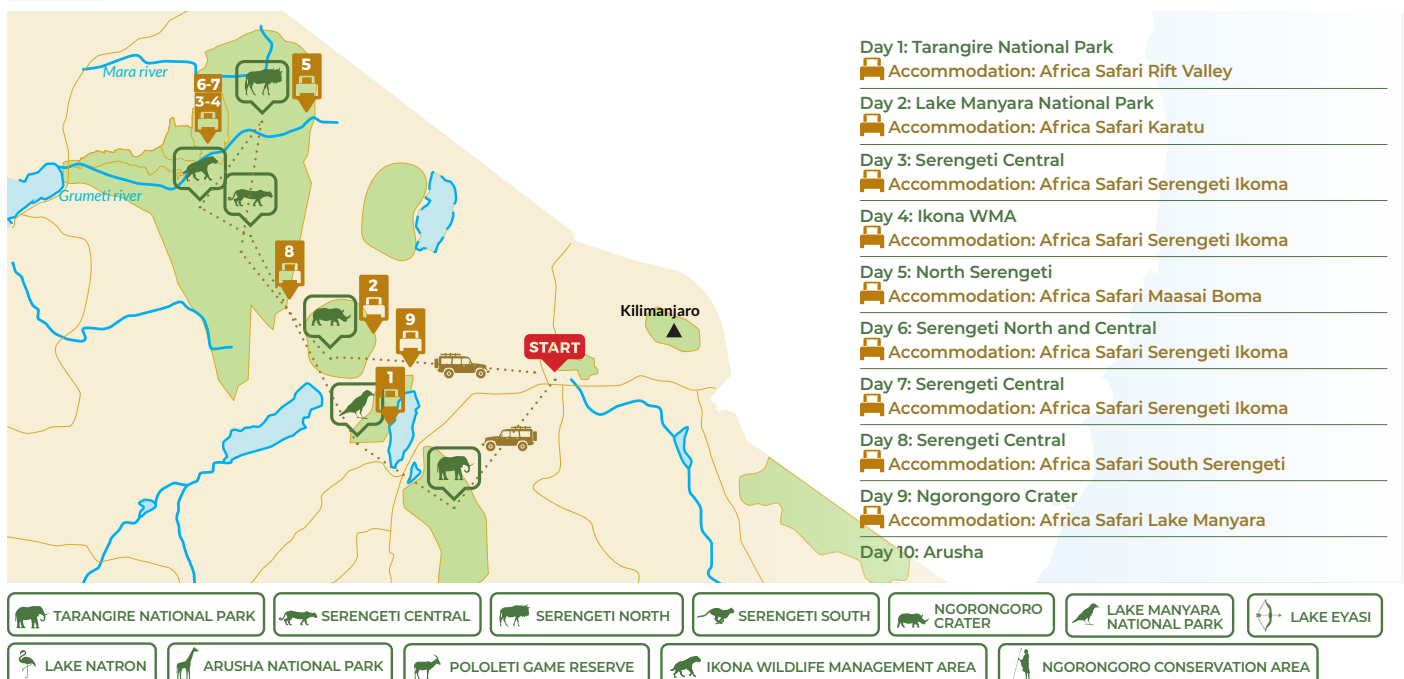 Mara river
5
6-7
3-4
Grumeti river
8
2
9
1
START
Kilimanjaro
Day 1: Tarangire National Park
Accommodation: Africa Safari Rift Valley
Day 2: Lake Manyara National Park
Accommodation: Africa Safari Karatu
Day 3: Serengeti Central
Accommodation: Africa Safari Serengeti Ikoma
Day 4: Ikona WMA
Accommodation: Africa Safari Serengeti Ikoma
Day 5: North Serengeti
Accommodation: Africa Safari Maasai Boma
Day 6: Serengeti North and Central
Accommodation: Africa Safari Serengeti Ikoma
Day 7: Serengeti Central
Accommodation: Africa Safari Serengeti Ikoma
Day 8: Serengeti Central
Accommodation: Africa Safari South Serengeti
Day 9: Ngorongoro Crater
Accommodation: Africa Safari Lake Manyara
Day 10: Arusha
TARANGIRE NATIONAL PARK
SERENGETI CENTRAL
SERENGETI NORTH
SERENGETI SOUTH
NGORONGORO
CRATER
LAKE MANYARA
NATIONAL PARK
LAKE EYASI
LAKE NATRON
ARUSHA NATIONAL PARK
POLOLETI GAME RESERVE
IKONA WILDLIFE MANAGEMENT AREA
NGORONGORO CONSERVATION AREA